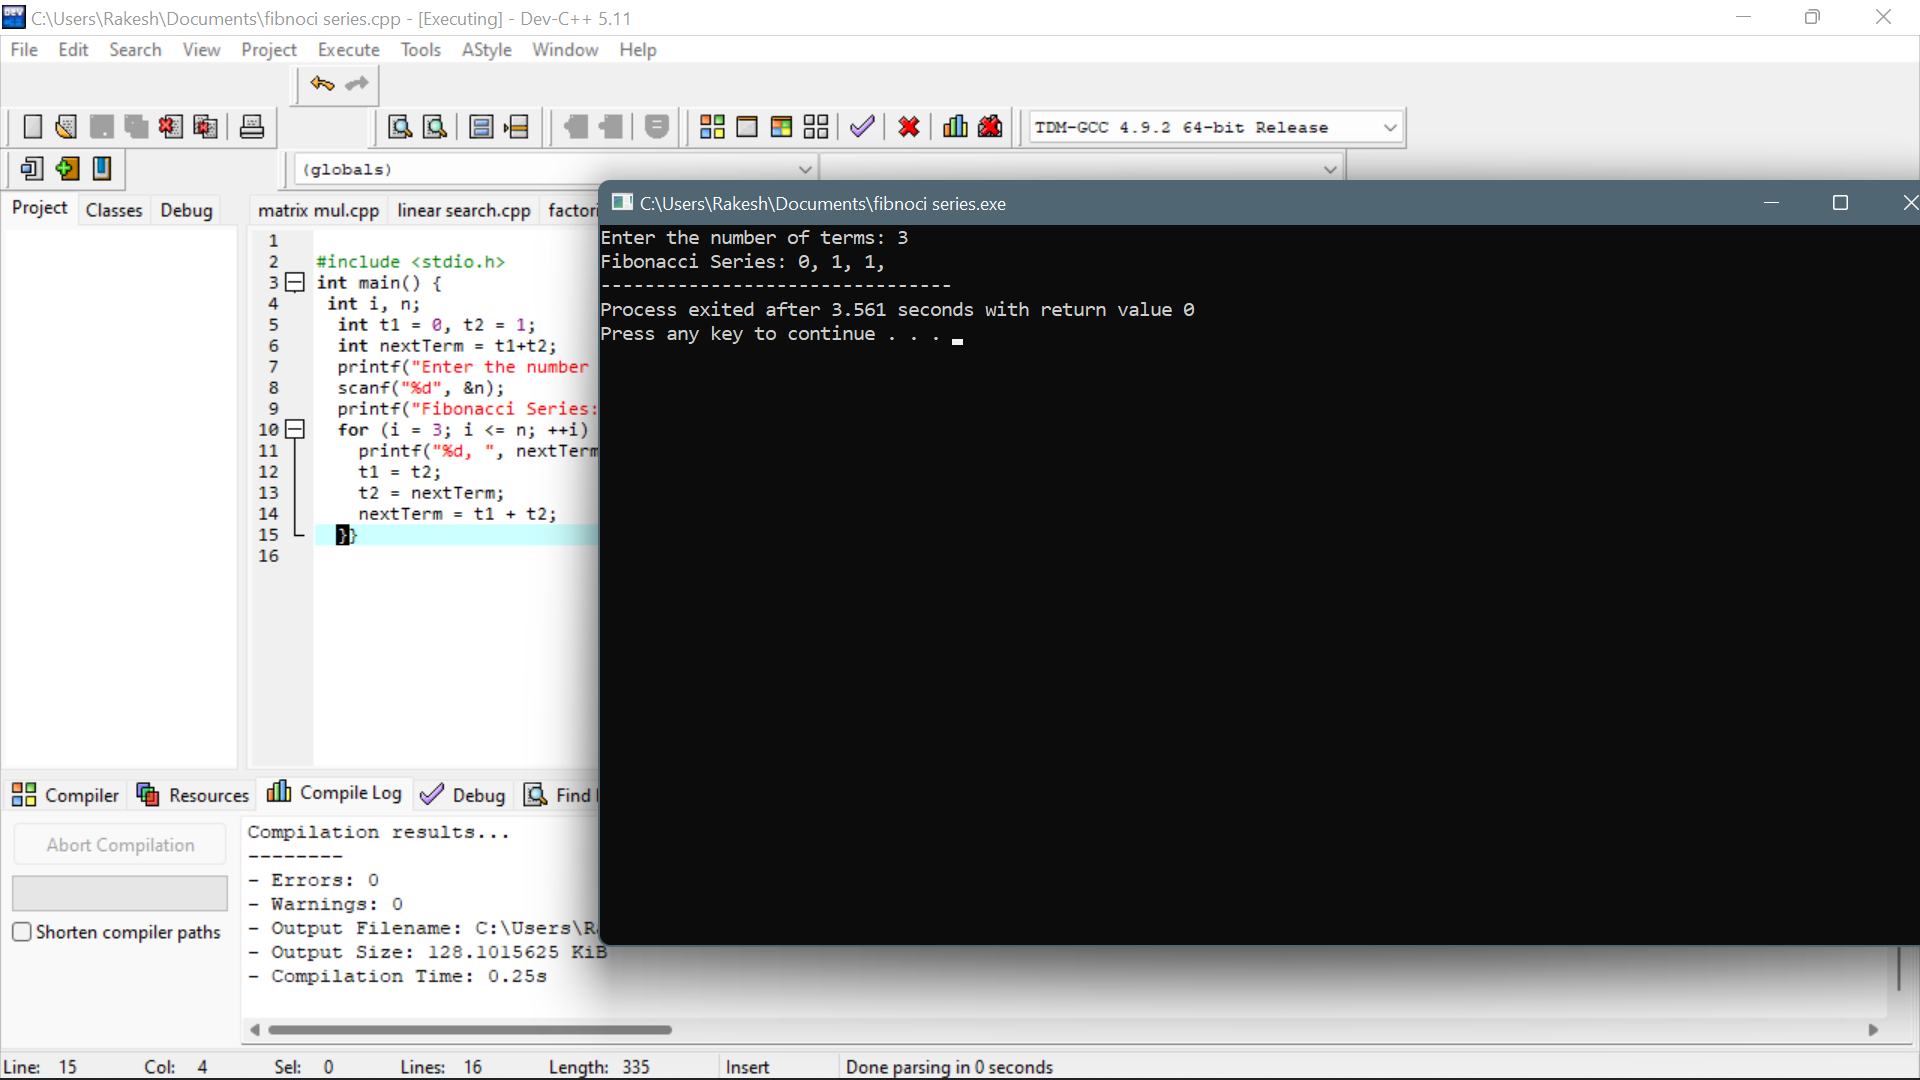 C:\Users\Rakesh\Documents\fibnoci series.cpp - [Executing] - Dev-C++ 5.11
File Edit Search View Project Execute Tools AStyle Window Help
TDM-GCC 4.9.2 64-bit Release
(globals)
Project Classes Debug
matrix mul.cpp linear search.cpp factori
1
2 #include <stdio.h>
3 int main() {
4 int i, n;
5 int t1 = 0, t2 = 1;
6 int nextTerm = t1+t2;
7 printf("Enter the number
8 scanf("%d", &n);
9 printf("Fibonacci Series:
10 for (i = 3; i <= n; ++i)
11 printf("%d, ", nextTerm
12 t1 = t2;
13 t2 = nextTerm;
14 nextTerm = t1 + t2;
15 }}
16
C:\Users\Rakesh\Documents\fibnoci series.exe
Enter the number of terms: 3
Fibonacci Series: 0, 1, 1,
--------------------------------
Process exited after 3.561 seconds with return value 0
Press any key to continue . . .
Compiler Resources Compile Log Debug Find
Abort Compilation
Shorten compiler paths
Compilation results...
--------
- Errors: 0
- Warnings: 0
- Output Filename: C:\Users\Ra
- Output Size: 128.1015625 KiB
- Compilation Time: 0.25s
Line: 15 Col: 4 Sel: 0 Lines: 16 Length: 335 Insert Done parsing in 0 seconds